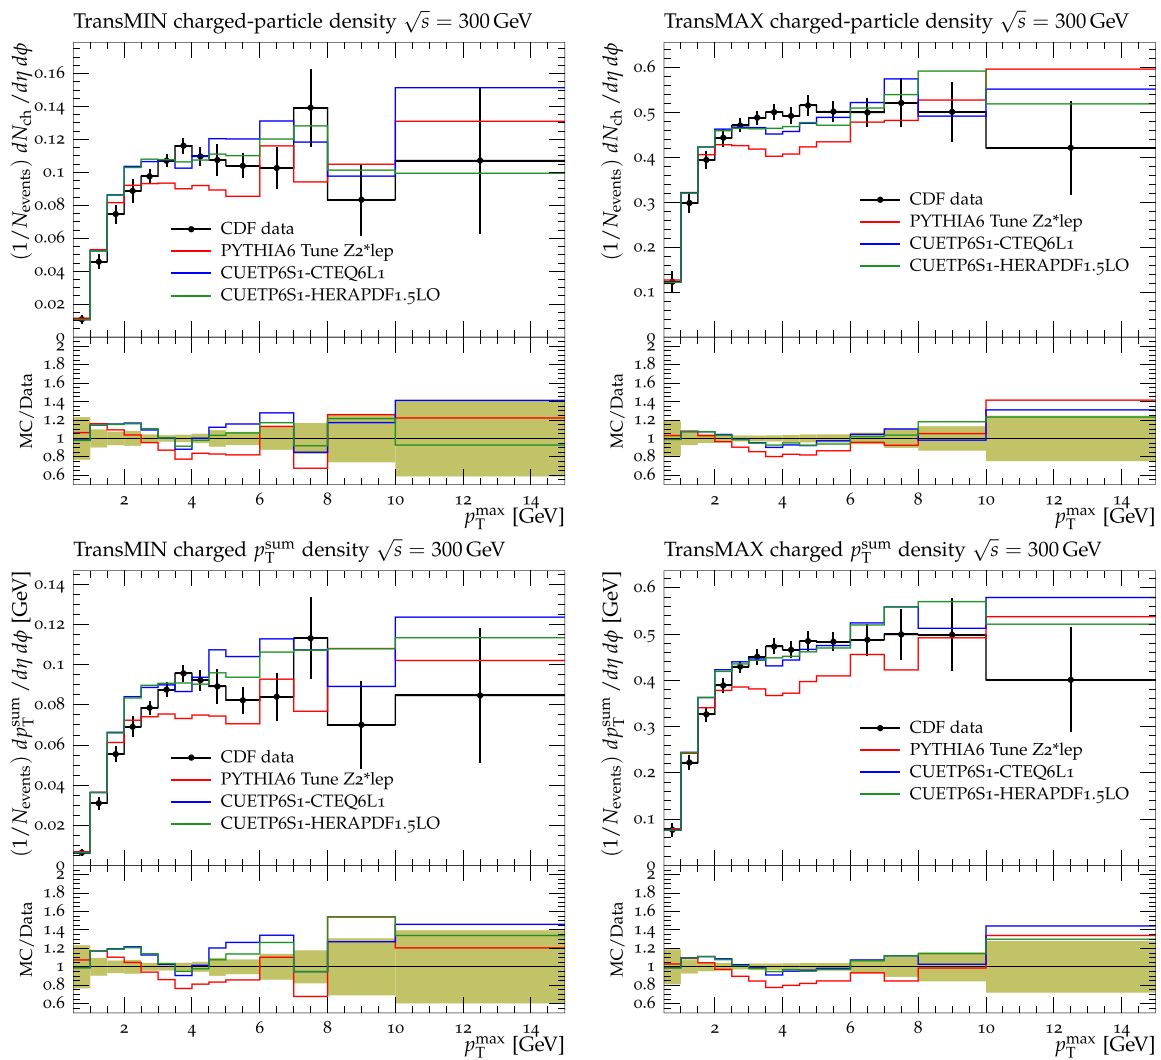 TransMIN charged-particle density √s = 300 GeV
(1/N_events) dN_ch/dη dϕ
0.16
0.14
0.12
0.1
0.08
0.06
0.04
0.02
0
CDF data
PYTHIA6 Tune Z2*lep
CUETP6S1-CTEQ6L1
CUETP6S1-HERAPDF1.5LO
MC/Data
2
1.8
1.6
1.4
1.2
1
0.8
0.6
2 4 6 8 10 12 14
p_T^max [GeV]
TransMAX charged-particle density √s = 300 GeV
(1/N_events) dN_ch/dη dϕ
0.6
0.5
0.4
0.3
0.2
0.1
0
CDF data
PYTHIA6 Tune Z2*lep
CUETP6S1-CTEQ6L1
CUETP6S1-HERAPDF1.5LO
MC/Data
2
1.8
1.6
1.4
1.2
1
0.8
0.6
2 4 6 8 10 12 14
p_T^max [GeV]
TransMIN charged p_T^sum density √s = 300 GeV
(1/N_events) dp_T^sum/dη dϕ [GeV]
0.14
0.12
0.1
0.08
0.06
0.04
0.02
0
CDF data
PYTHIA6 Tune Z2*lep
CUETP6S1-CTEQ6L1
CUETP6S1-HERAPDF1.5LO
MC/Data
2
1.8
1.6
1.4
1.2
1
0.8
0.6
2 4 6 8 10 12 14
p_T^max [GeV]
TransMAX charged p_T^sum density √s = 300 GeV
(1/N_events) dp_T^sum/dη dϕ [GeV]
0.6
0.5
0.4
0.3
0.2
0.1
0
CDF data
PYTHIA6 Tune Z2*lep
CUETP6S1-CTEQ6L1
CUETP6S1-HERAPDF1.5LO
MC/Data
2
1.8
1.6
1.4
1.2
1
0.8
0.6
2 4 6 8 10 12 14
p_T^max [GeV]